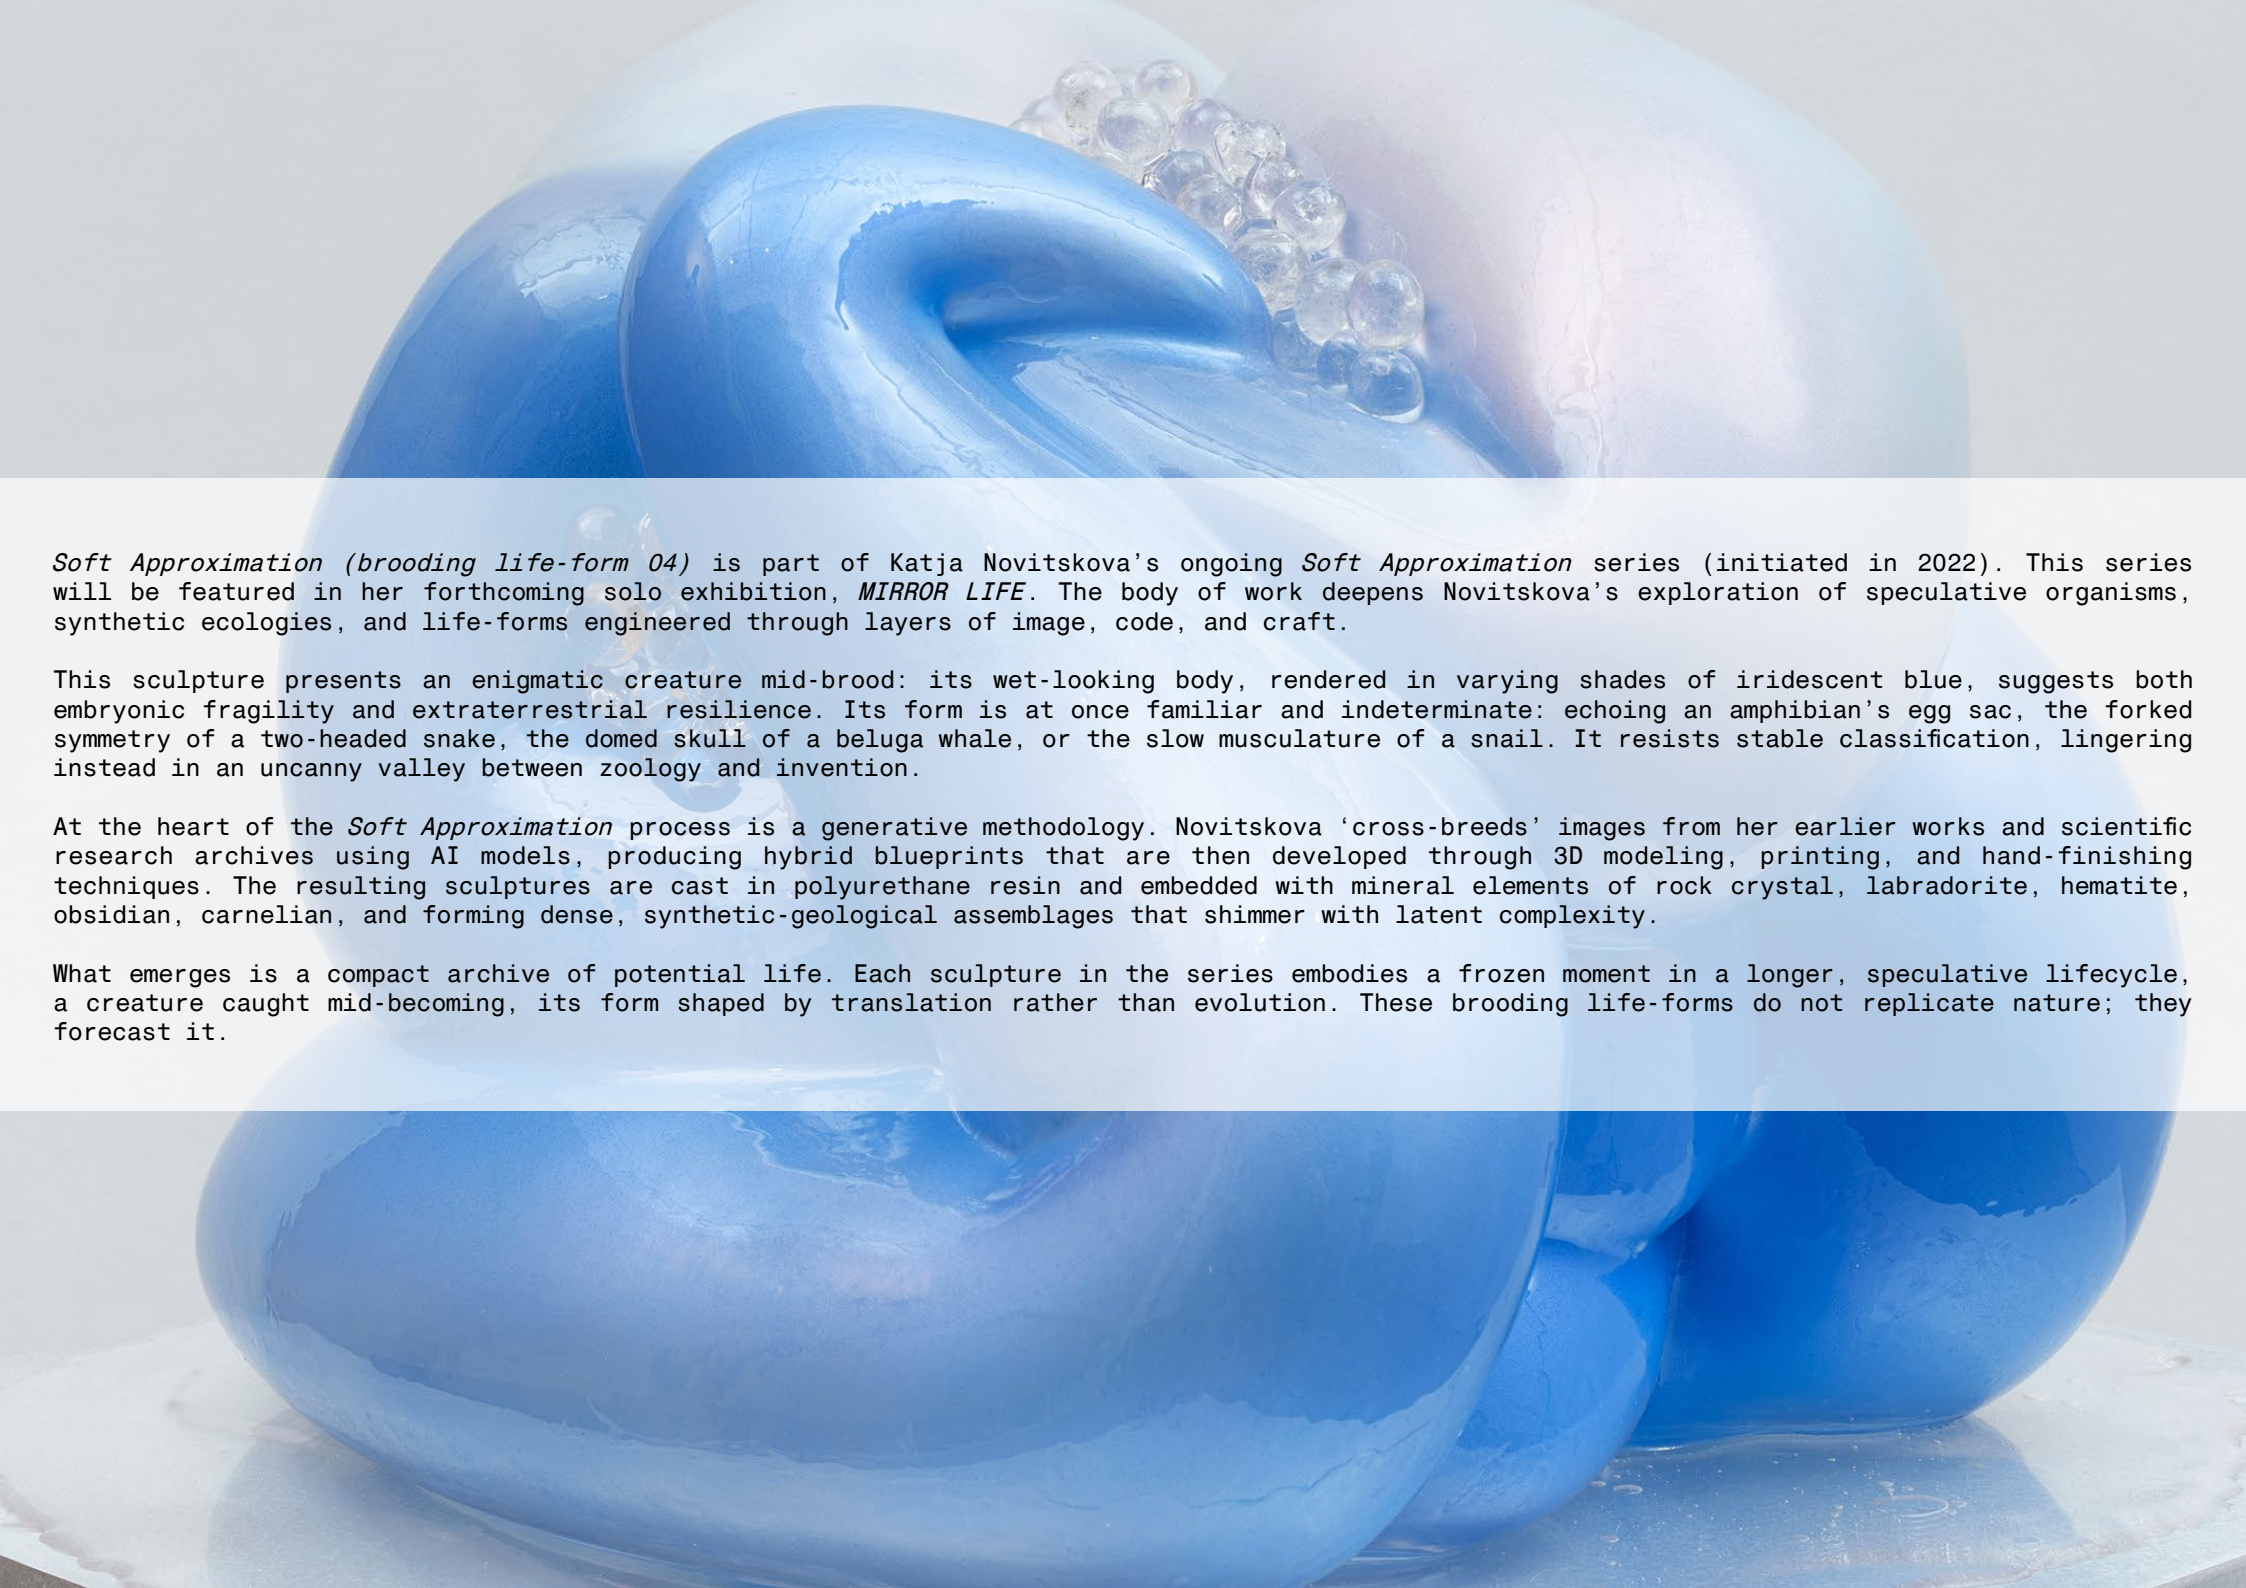 Soft Approximation (brooding life-form 04) is part of Katja Novitskova’s ongoing Soft Approximation series (initiated in 2022). This series
will be featured in her forthcoming solo exhibition, MIRROR LIFE. The body of work deepens Novitskova’s exploration of speculative organisms,
synthetic ecologies, and life-forms engineered through layers of image, code, and craft.
This sculpture presents an enigmatic creature mid-brood: its wet-looking body, rendered in varying shades of iridescent blue, suggests both
embryonic fragility and extraterrestrial resilience. Its form is at once familiar and indeterminate: echoing an amphibian’s egg sac, the forked
symmetry of a two-headed snake, the domed skull of a beluga whale, or the slow musculature of a snail. It resists stable classification, lingering
instead in an uncanny valley between zoology and invention.
At the heart of the Soft Approximation process is a generative methodology. Novitskova ‘cross-breeds’ images from her earlier works and scientific
research archives using AI models, producing hybrid blueprints that are then developed through 3D modeling, printing, and hand-finishing
techniques. The resulting sculptures are cast in polyurethane resin and embedded with mineral elements of rock crystal, labradorite, hematite,
obsidian, carnelian, and forming dense, synthetic-geological assemblages that shimmer with latent complexity.
What emerges is a compact archive of potential life. Each sculpture in the series embodies a frozen moment in a longer, speculative lifecycle,
a creature caught mid-becoming, its form shaped by translation rather than evolution. These brooding life-forms do not replicate nature; they
forecast it.